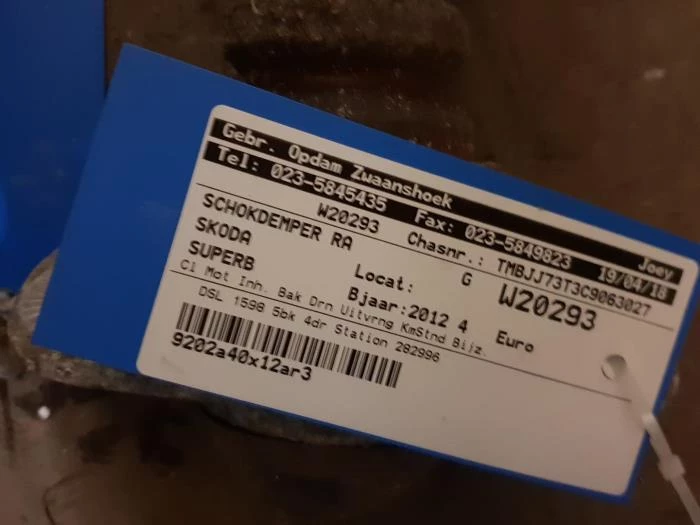 Gebr. Opdam Zwaanshoek Joey
Tel: 023-5845435 Fax: 023-5849823 19/04/18
W20293 Chasnr.: TMBJJ73T3C9063027
SCHOKDEMPER RA G W20293
SKODA Locat:
SUPERB Bjaar:2012 4 Euro
Cl Mot Inh. Bak Drn Uitvrng KmStnd Bijz.
DSL 1598 5bk 4dr Station 282996
9202a40x12ar3